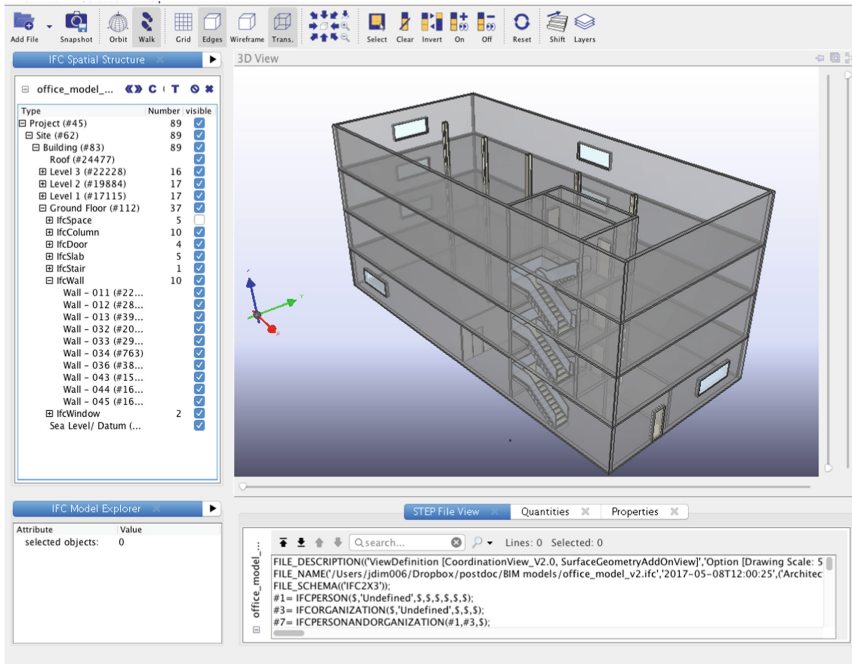 Add File Snapshot Orbit Walk Grid Edges Wireframe Trans. Select Clear Invert On Off Reset Shift Layers
IFC Spatial Structure
3D View
office_model_... C T
Type Number visible
Project (#45) 89
Site (#62) 89
Building (#83) 89
Roof (#24477)
Level 3 (#22228) 16
Level 2 (#19884) 17
Level 1 (#17115) 17
Ground Floor (#112) 37
IfcSpace 5
IfcColumn 10
IfcDoor 4
IfcSlab 5
IfcStair 1
IfcWall 10
Wall - 011 (#22...
Wall - 012 (#28...
Wall - 013 (#39...
Wall - 032 (#20...
Wall - 033 (#29...
Wall - 034 (#763)
Wall - 036 (#38...
Wall - 043 (#15...
Wall - 044 (#16...
Wall - 045 (#16...
IfcWindow 2
Sea Level/ Datum (...
IFC Model Explorer
Attribute Value
selected objects: 0
STEP File View Quantities Properties
office_model_...
search... Lines: 0 Selected: 0
FILE_DESCRIPTION(('ViewDefinition [CoordinationView_V2.0, SurfaceGeometryAddOnView]','Option [Drawing Scale: 5
FILE_NAME('/Users/jdim006/Dropbox/postdoc/BIM models/office_model_v2.ifc','2017-05-08T12:00:25',('Architec
FILE_SCHEMA(('IFC2X3'));
#1= IFCPERSON($,'Undefined',$,$,$,$,$,$);
#3= IFCORGANIZATION($,'Undefined',$,$,$);
#7= IFCPERSONANDORGANIZATION(#1,#3,$);